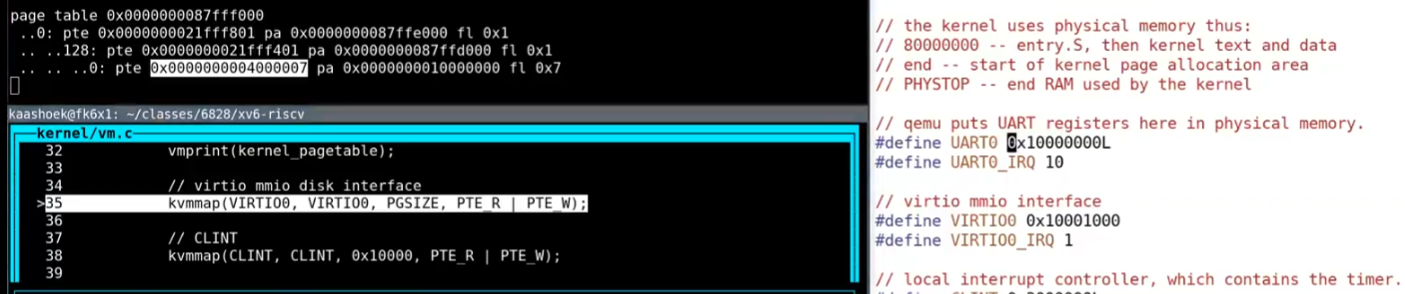 page table 0x0000000087fff000
..0: pte 0x0000000021fff801 pa 0x0000000087ffe000 fl 0x1
.. ..128: pte 0x0000000021fff401 pa 0x0000000087ffd000 fl 0x1
.. .. ..0: pte 0x0000000004000007 pa 0x0000000010000000 fl 0x7
kaashoek@fk6x1: ~/classes/6828/xv6-riscv
kernel/vm.c
32 vmprint(kernel_pagetable);
33
34 // virtio mmio disk interface
>35 kvmmap(VIRTIO0, VIRTIO0, PGSIZE, PTE_R | PTE_W);
36
37 // CLINT
38 kvmmap(CLINT, CLINT, 0x10000, PTE_R | PTE_W);
39
// the kernel uses physical memory thus:
// 80000000 -- entry.S, then kernel text and data
// end -- start of kernel page allocation area
// PHYSTOP -- end RAM used by the kernel
// qemu puts UART registers here in physical memory.
#define UART0 0x10000000L
#define UART0_IRQ 10
// virtio mmio interface
#define VIRTIO0 0x10001000
#define VIRTIO0_IRQ 1
// local interrupt controller, which contains the timer.